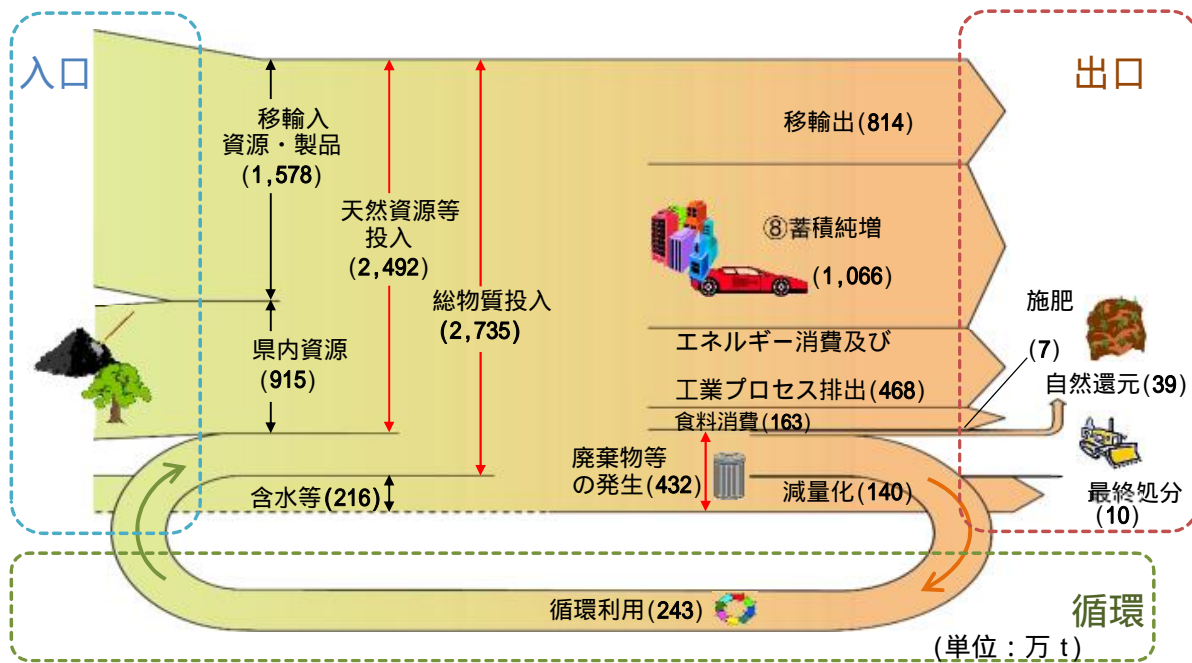 入口
出口
移輸入
資源・製品
(1,578)
天然資源等
投入
(2,492)
総物質投入
(2,735)
県内資源
(915)
含水等(216)
移輸出(814)
⑧蓄積純増
(1,066)
エネルギー消費及び
工業プロセス排出(468)
食料消費(163)
廃棄物等
の発生(432)
減量化(140)
施肥
(7)
自然還元(39)
最終処分
(10)
循環利用(243)
循環
(単位：万t)